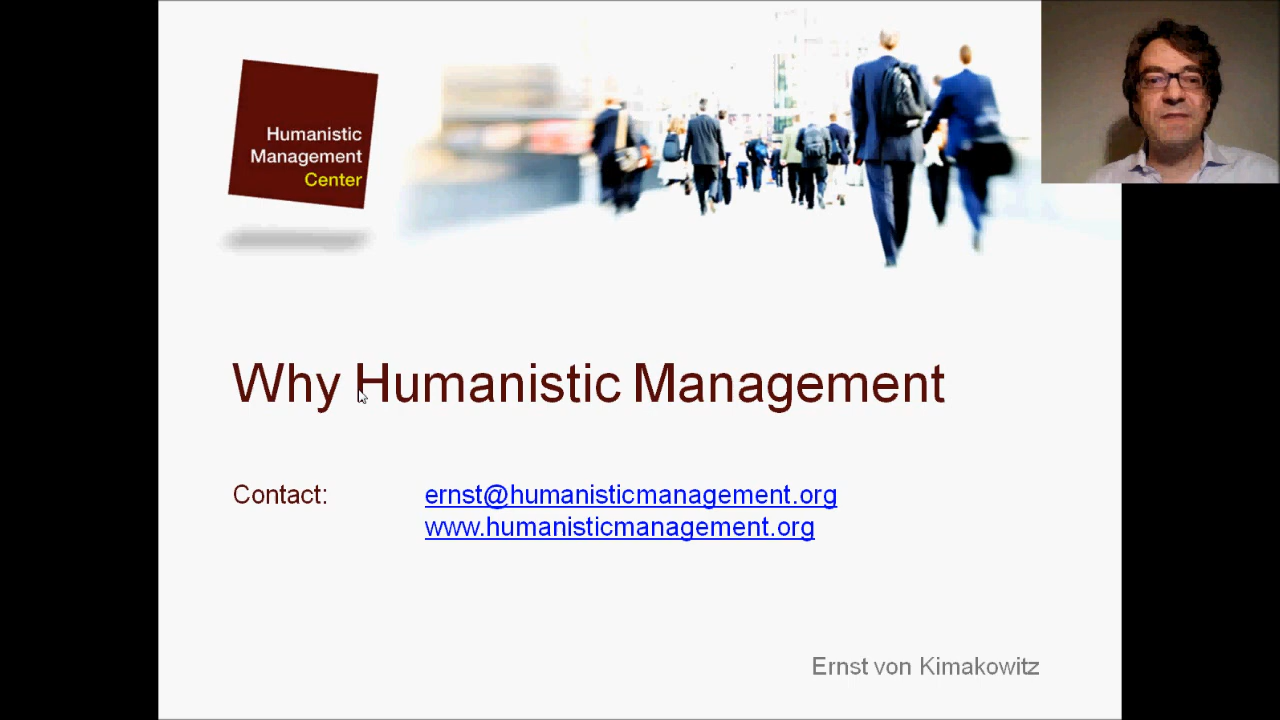 Humanistic
Management
Center
Why Humanistic Management
Contact: ernst@humanisticmanagement.org
www.humanisticmanagement.org
Ernst von Kimakowitz